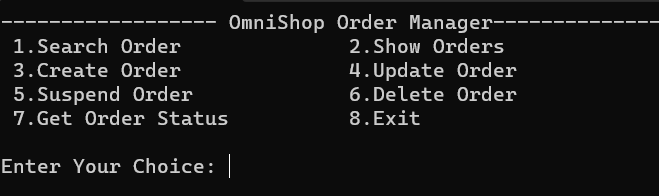 ------------------ OmniShop Order Manager--------------
1.Search Order 2.Show Orders
3.Create Order 4.Update Order
5.Suspend Order 6.Delete Order
7.Get Order Status 8.Exit
Enter Your Choice: